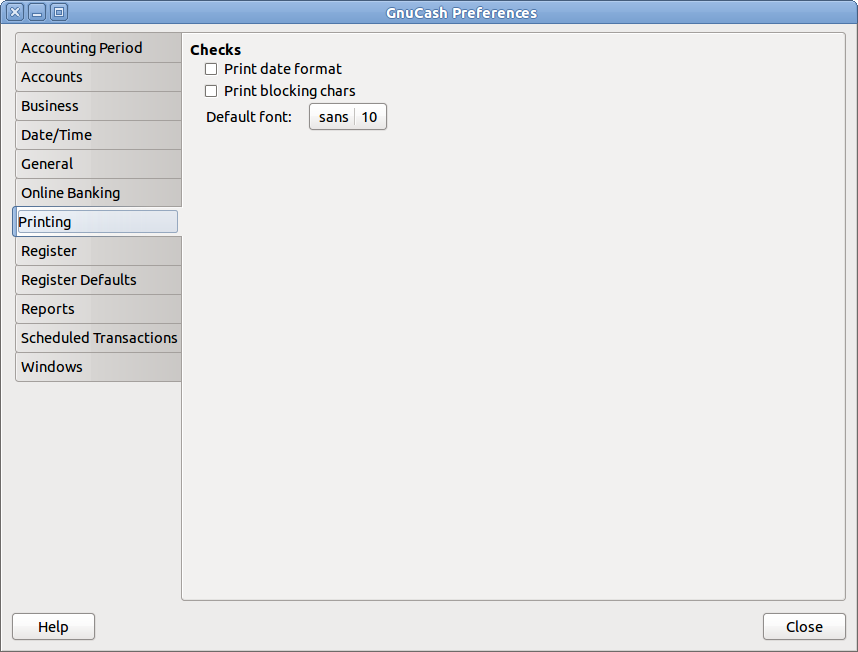 GnuCash Preferences
Accounting Period
Accounts
Business
Date/Time
General
Online Banking
Printing
Register
Register Defaults
Reports
Scheduled Transactions
Windows
Checks
Print date format
Print blocking chars
Default font: sans 10
Help
Close